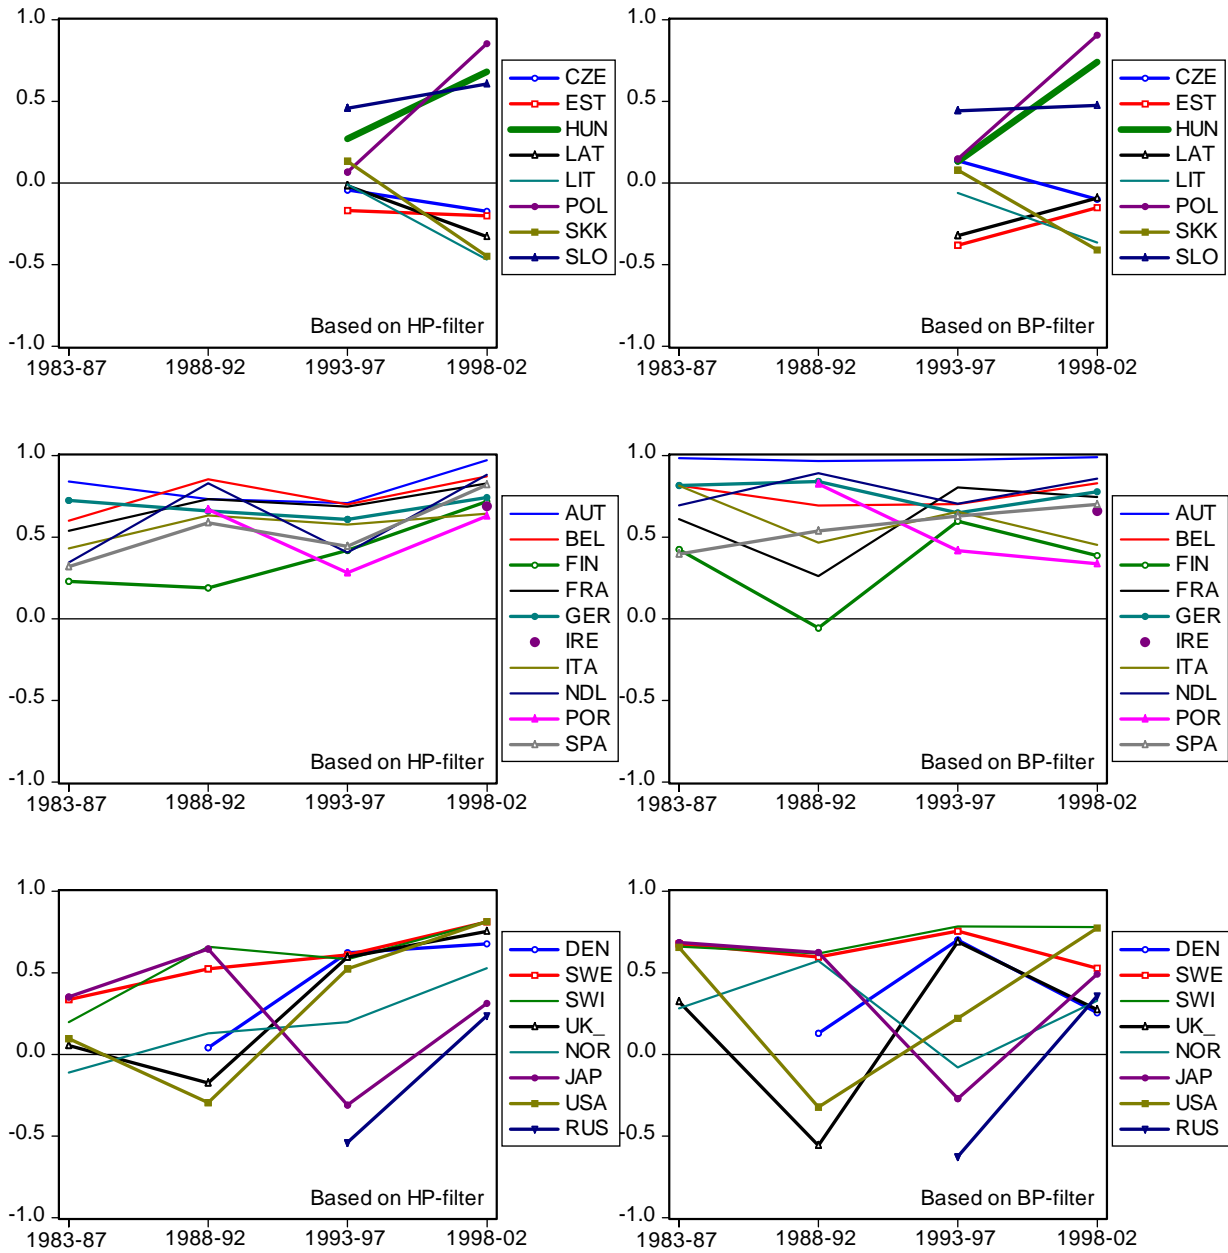 1.0
0.5
0.0
-0.5
-1.0
1983-87 1988-92 1993-97 1998-02
Based on HP-filter
CZE
EST
HUN
LAT
LIT
POL
SKK
SLO
1.0
0.5
0.0
-0.5
-1.0
1983-87 1988-92 1993-97 1998-02
Based on BP-filter
CZE
EST
HUN
LAT
LIT
POL
SKK
SLO
1.0
0.5
0.0
-0.5
-1.0
1983-87 1988-92 1993-97 1998-02
Based on HP-filter
AUT
BEL
FIN
FRA
GER
IRE
ITA
NDL
POR
SPA
1.0
0.5
0.0
-0.5
-1.0
1983-87 1988-92 1993-97 1998-02
Based on BP-filter
AUT
BEL
FIN
FRA
GER
IRE
ITA
NDL
POR
SPA
1.0
0.5
0.0
-0.5
-1.0
1983-87 1988-92 1993-97 1998-02
Based on HP-filter
DEN
SWE
SWI
UK_
NOR
JAP
USA
RUS
1.0
0.5
0.0
-0.5
-1.0
1983-87 1988-92 1993-97 1998-02
Based on BP-filter
DEN
SWE
SWI
UK_
NOR
JAP
USA
RUS